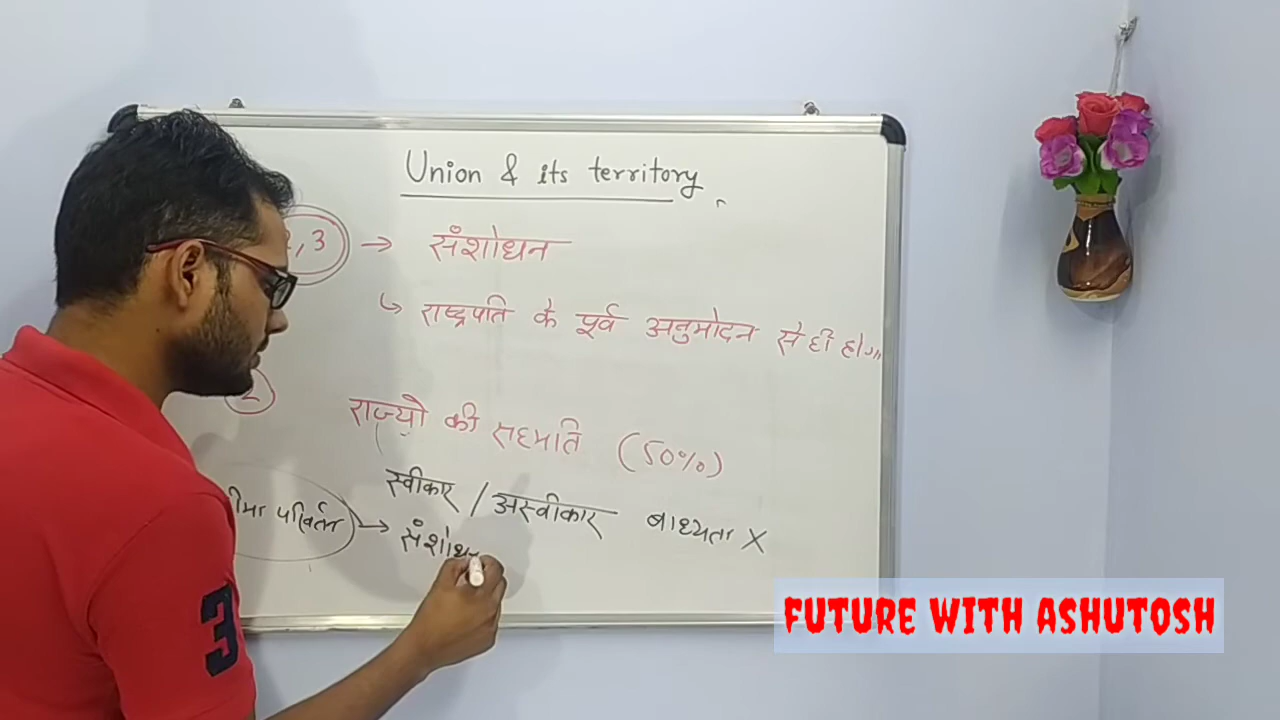 Union & its territory
, 3 → संशोधन
↳ राष्ट्रपति के पूर्व अनुमोदन से ही होगा
राज्यो की सहमति (50%)
स्वीकार / अस्वीकार बाध्यता X
परिवर्तन → संशोध
FUTURE WITH ASHUTOSH
3